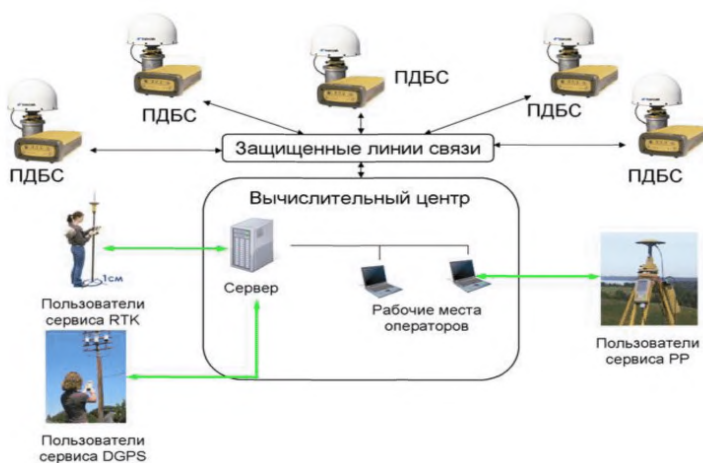 ПДБС
ПДБС
ПДБС
ПДБС
ПДБС
Защищенные линии связи
Вычислительный центр
1см
Сервер
Пользователи
сервиса RTK
Рабочие места
операторов
Пользователи
сервиса PP
Пользователи
сервиса DGPS